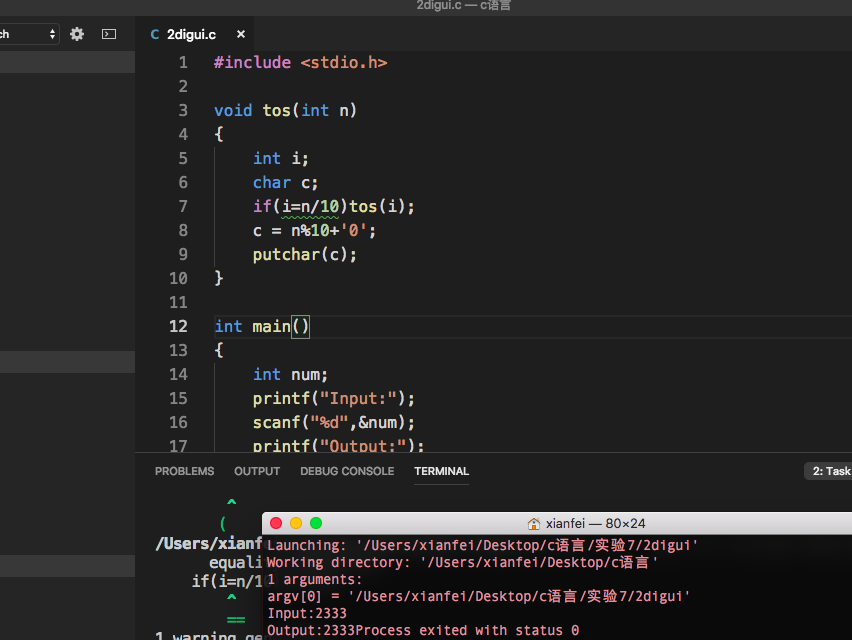 2digui.c — c语言
C 2digui.c ×
1 #include <stdio.h>
2
3 void tos(int n)
4 {
5 int i;
6 char c;
7 if(i=n/10)tos(i);
8 c = n%10+'0';
9 putchar(c);
10 }
11
12 int main()
13 {
14 int num;
15 printf("Input:");
16 scanf("%d",&num);
17 printf("Output:");
PROBLEMS OUTPUT DEBUG CONSOLE TERMINAL 2: Task
^
(
/Users/xianf
equali
if(i=n/1
^
==
1 warning ge
xianfei — 80×24
Launching: '/Users/xianfei/Desktop/c语言/实验7/2digui'
Working directory: '/Users/xianfei/Desktop/c语言'
1 arguments:
argv[0] = '/Users/xianfei/Desktop/c语言/实验7/2digui'
Input:2333
Output:2333Process exited with status 0